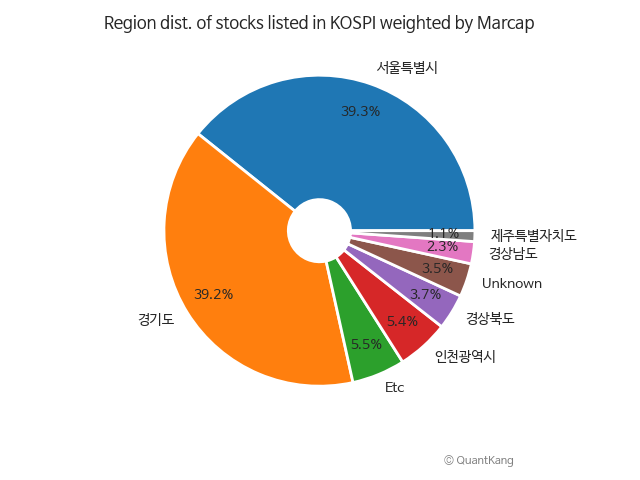 Region dist. of stocks listed in KOSPI weighted by Marcap
서울특별시
39.3%
경기도
39.2%
Etc
5.5%
인천광역시
5.4%
경상북도
3.7%
Unknown
3.5%
경상남도
2.3%
제주특별자치도
1.1%
© QuantKang